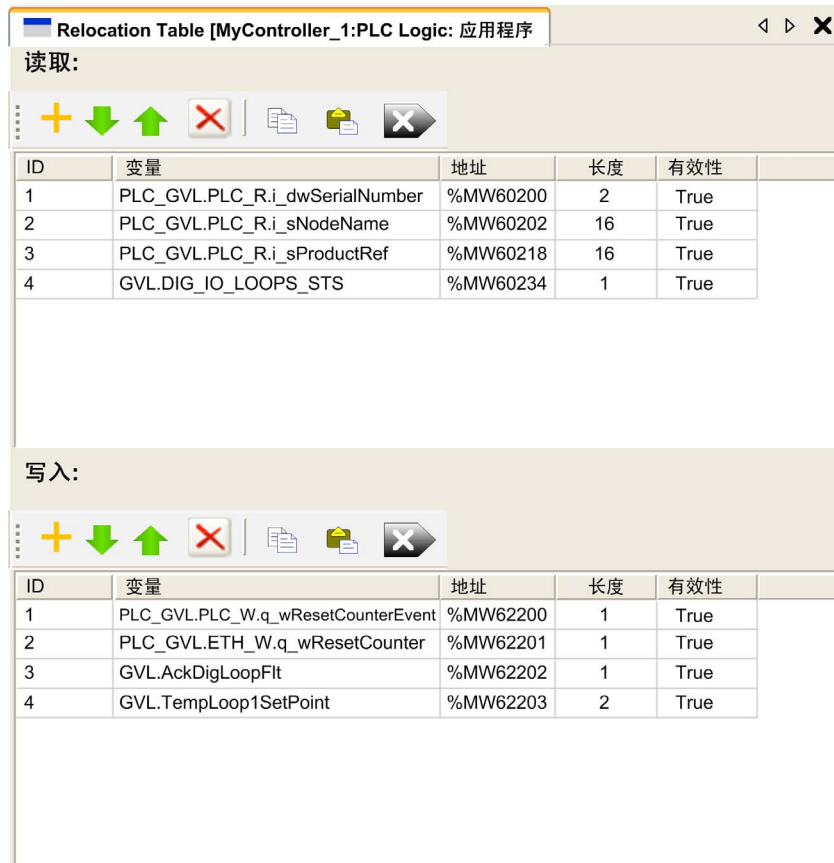 Relocation Table [MyController_1:PLC Logic: 应用程序
读取:
ID 变量 地址 长度 有效性
1 PLC_GVL.PLC_R.i_dwSerialNumber %MW60200 2 True
2 PLC_GVL.PLC_R.i_sNodeName %MW60202 16 True
3 PLC_GVL.PLC_R.i_sProductRef %MW60218 16 True
4 GVL.DIG_IO_LOOPS_STS %MW60234 1 True
写入:
ID 变量 地址 长度 有效性
1 PLC_GVL.PLC_W.q_wResetCounterEvent %MW62200 1 True
2 PLC_GVL.ETH_W.q_wResetCounter %MW62201 1 True
3 GVL.AckDigLoopFlt %MW62202 1 True
4 GVL.TempLoop1SetPoint %MW62203 2 True